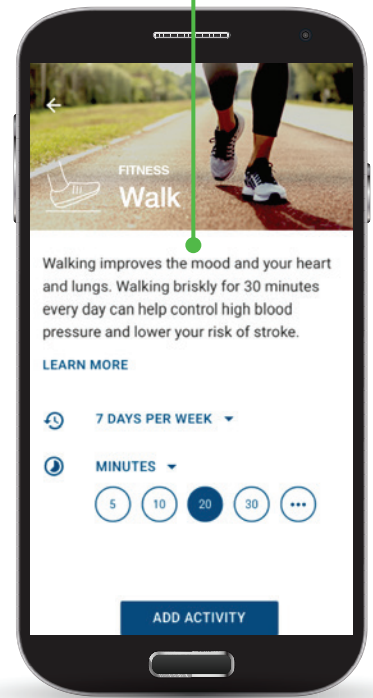 FITNESS
Walk
Walking improves the mood and your heart
and lungs. Walking briskly for 30 minutes
every day can help control high blood
pressure and lower your risk of stroke.
LEARN MORE
7 DAYS PER WEEK
MINUTES
5 10 20 30 •••
ADD ACTIVITY